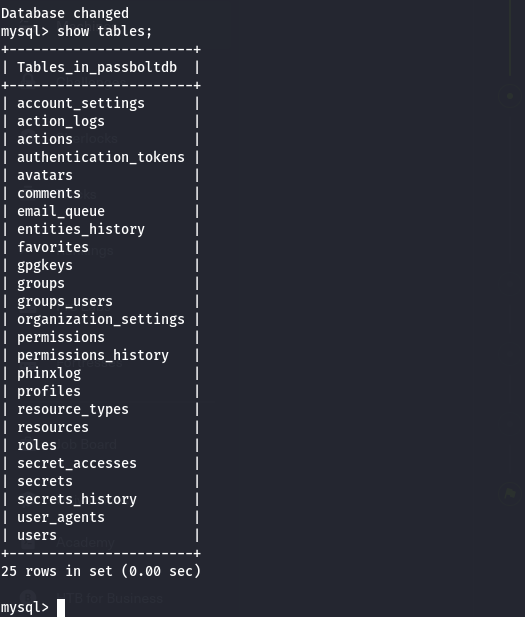 Database changed
mysql> show tables;
+-----------------------+
| Tables_in_passboltdb  |
+-----------------------+
| account_settings      |
| action_logs           |
| actions               |
| authentication_tokens |
| avatars               |
| comments              |
| email_queue           |
| entities_history      |
| favorites             |
| gpgkeys               |
| groups                |
| groups_users          |
| organization_settings |
| permissions           |
| permissions_history   |
| phinxlog              |
| profiles              |
| resource_types        |
| resources             |
| roles                 |
| secret_accesses       |
| secrets               |
| secrets_history       |
| user_agents           |
| users                 |
+-----------------------+
25 rows in set (0.00 sec)
for Business
mysql>